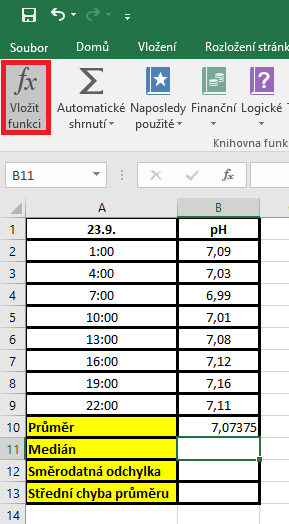 Soubor Domů Vložení Rozložení stránk
fx Σ ?
Vložit funkci Automatické shrnutí Naposledy použité Finanční Logické
Knihovna funk
B11 fx
A B
1 23.9. pH
2 1:00 7,09
3 4:00 7,03
4 7:00 6,99
5 10:00 7,01
6 13:00 7,08
7 16:00 7,12
8 19:00 7,16
9 22:00 7,11
10 Průměr 7,07375
11 Medián
12 Směrodatná odchylka
13 Střední chyba průměru
14